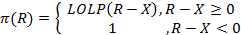 π(R) = { LOLP(R − X), R − X ≥ 0
1 , R − X < 0